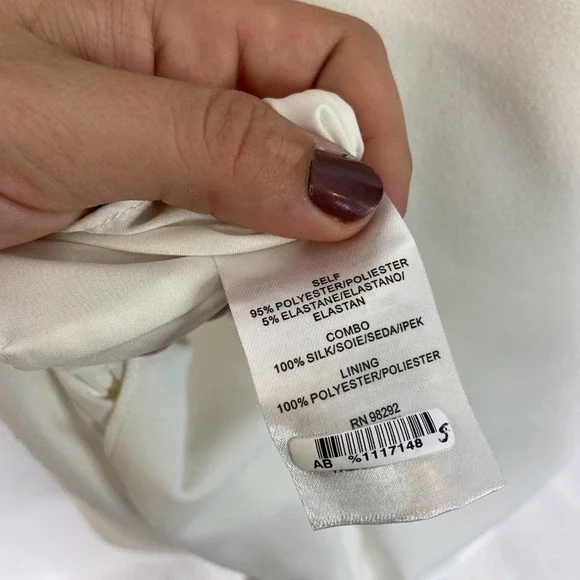 SELF
95% POLYESTER/POLIESTER
5% ELASTANE/ELASTANO/
ELASTAN
COMBO
100% SILK/SOIE/SEDA/IPEK
LINING
100% POLYESTER/POLIESTER
RN 98292
AB %1117148 S